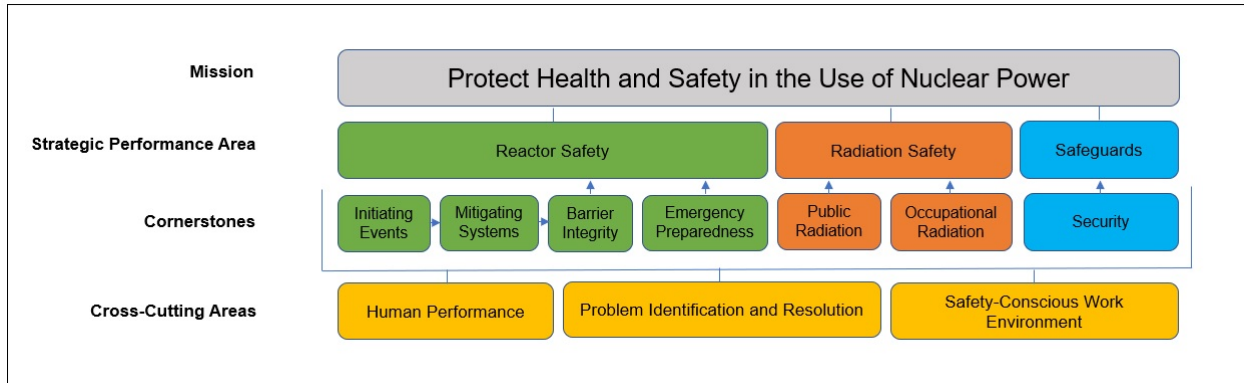 Mission
Protect Health and Safety in the Use of Nuclear Power
Strategic Performance Area
Reactor Safety
Radiation Safety
Safeguards
Cornerstones
Initiating
Events
Mitigating
Systems
Barrier
Integrity
Emergency
Preparedness
Public
Radiation
Occupational
Radiation
Security
Cross-Cutting Areas
Human Performance
Problem Identification and Resolution
Safety-Conscious Work
Environment